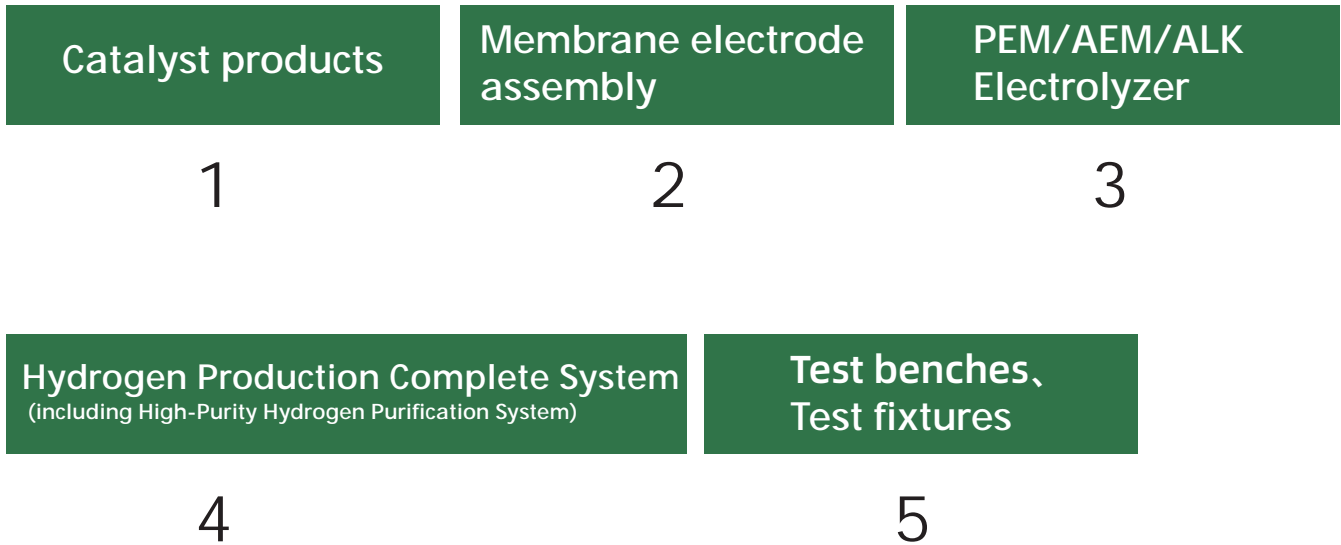 Catalyst products
Membrane electrode
assembly
PEM/AEM/ALK
Electrolyzer
1
2
3
Hydrogen Production Complete System
(including High-Purity Hydrogen Purification System)
Test benches、
Test fixtures
4
5